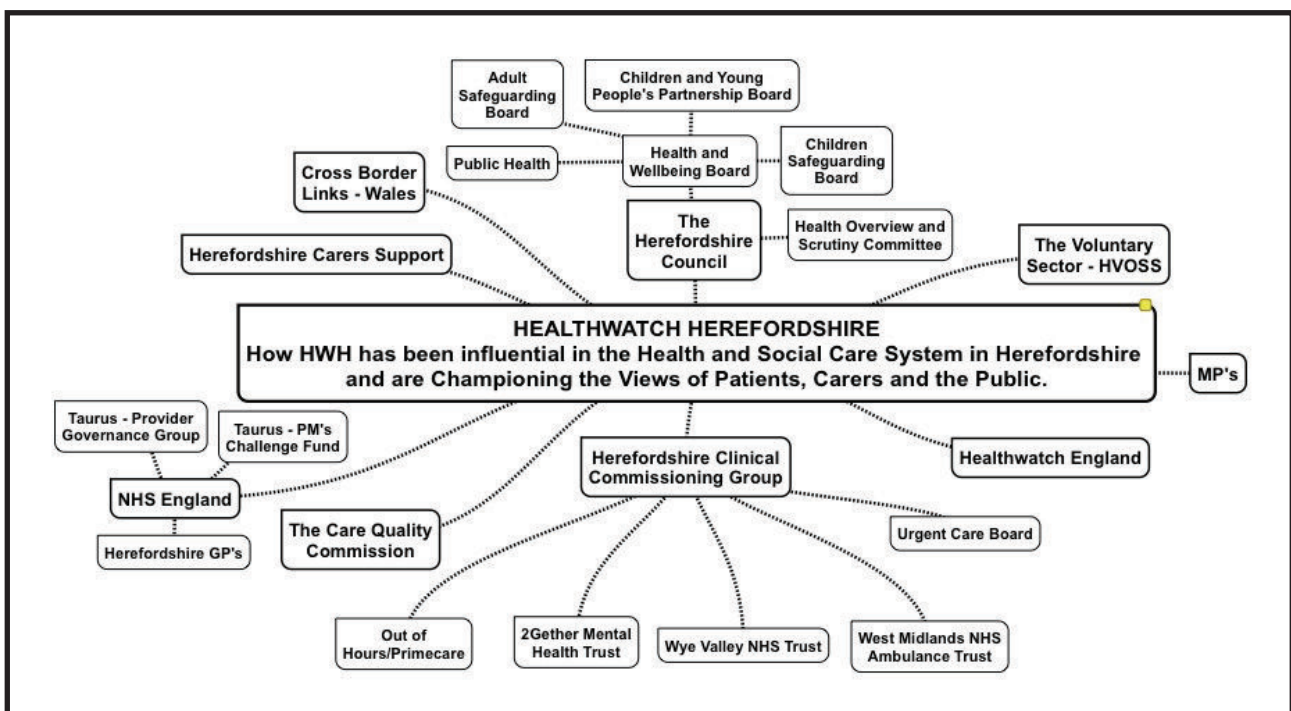 Adult
Safeguarding
Board
Children and Young
People's Partnership Board
Public Health
Health and
Wellbeing Board
Children
Safeguarding
Board
Cross Border
Links - Wales
The
Herefordshire
Council
Health Overview and
Scrutiny Committee
Herefordshire Carers Support
The Voluntary
Sector - HVOSS
HEALTHWATCH HEREFORDSHIRE
How HWH has been influential in the Health and Social Care System in Herefordshire
and are Championing the Views of Patients, Carers and the Public.
MP's
Taurus - Provider
Governance Group
Taurus - PM's
Challenge Fund
NHS England
Herefordshire GP's
The Care Quality
Commission
Herefordshire Clinical
Commissioning Group
Healthwatch England
Urgent Care Board
Out of
Hours/Primecare
2Gether Mental
Health Trust
Wye Valley NHS Trust
West Midlands NHS
Ambulance Trust